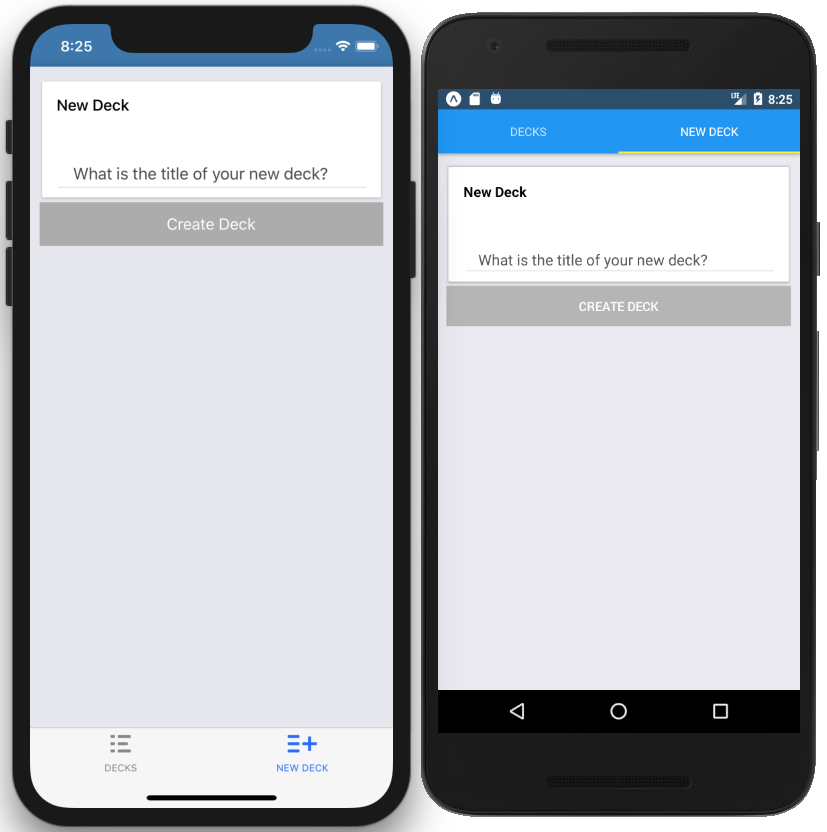 8:25
New Deck
What is the title of your new deck?
Create Deck
DECKS
NEW DECK
LTE
8:25
DECKS
NEW DECK
New Deck
What is the title of your new deck?
CREATE DECK